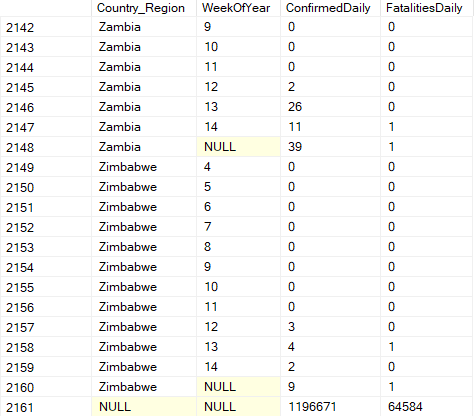 Country_Region WeekOfYear ConfirmedDaily FatalitiesDaily
2142 Zambia 9 0 0
2143 Zambia 10 0 0
2144 Zambia 11 0 0
2145 Zambia 12 2 0
2146 Zambia 13 26 0
2147 Zambia 14 11 1
2148 Zambia NULL 39 1
2149 Zimbabwe 4 0 0
2150 Zimbabwe 5 0 0
2151 Zimbabwe 6 0 0
2152 Zimbabwe 7 0 0
2153 Zimbabwe 8 0 0
2154 Zimbabwe 9 0 0
2155 Zimbabwe 10 0 0
2156 Zimbabwe 11 0 0
2157 Zimbabwe 12 3 0
2158 Zimbabwe 13 4 1
2159 Zimbabwe 14 2 0
2160 Zimbabwe NULL 9 1
2161 NULL NULL 1196671 64584